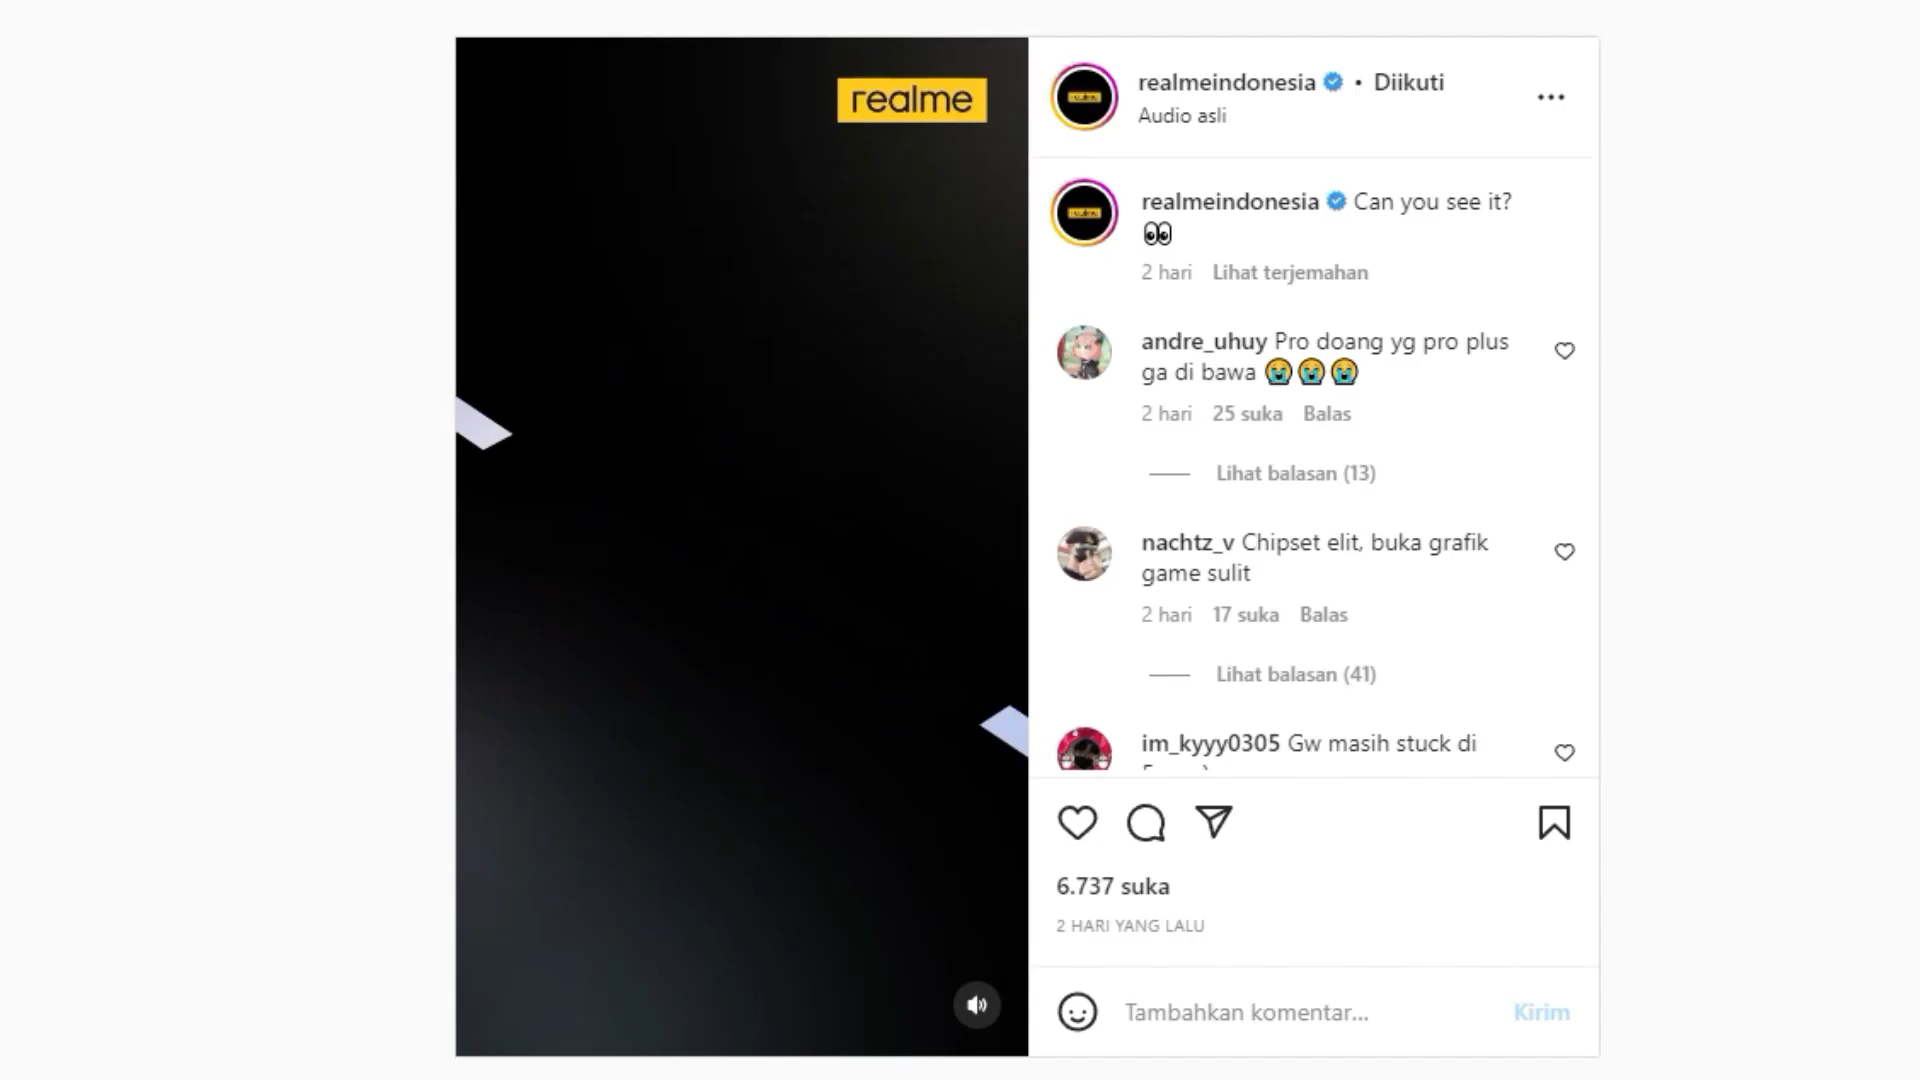 realme
realmeindonesia • Diikuti
Audio asli
realmeindonesia Can you see it?
👀
2 hari Lihat terjemahan
andre_uhuy Pro doang yg pro plus
ga di bawa 😭😭😭
2 hari 25 suka Balas
Lihat balasan (13)
nachtz_v Chipset elit, buka grafik
game sulit
2 hari 17 suka Balas
Lihat balasan (41)
im_kyyy0305 Gw masih stuck di
6.737 suka
2 HARI YANG LALU
Tambahkan komentar... Kirim